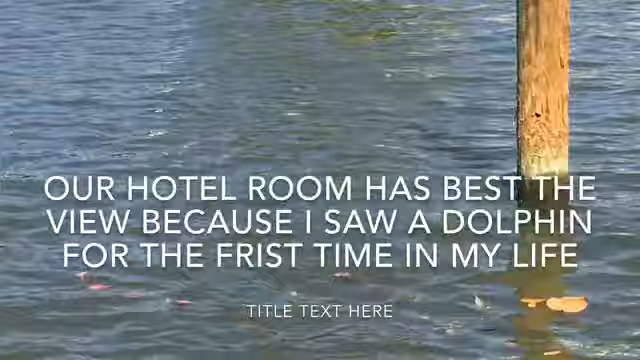 OUR HOTEL ROOM HAS BEST THE
VIEW BECAUSE I SAW A DOLPHIN
FOR THE FRIST TIME IN MY LIFE
TITLE TEXT HERE